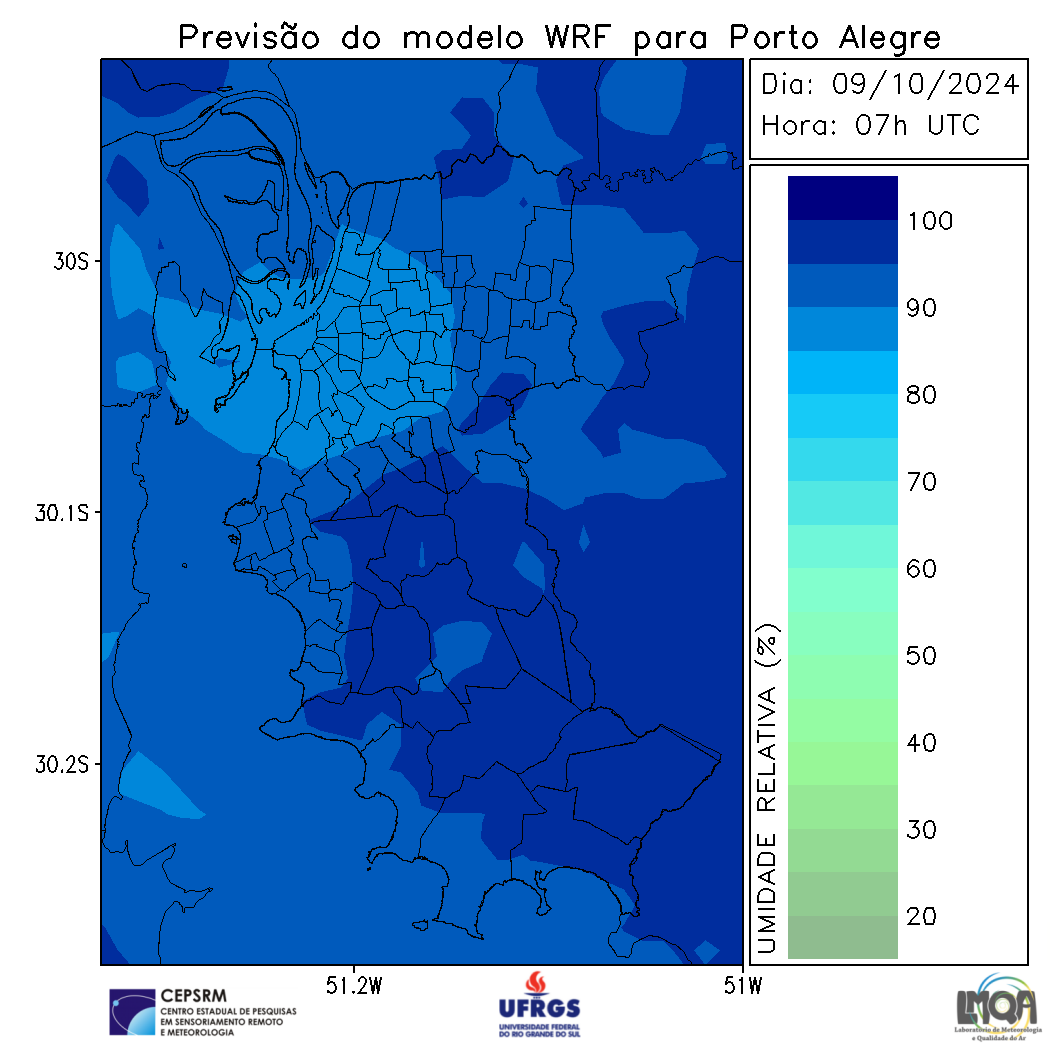 Previsão do modelo WRF para Porto Alegre
Dia: 09/10/2024
Hora: 07h UTC
30S
30.1S
30.2S
51.2W
51W
UMIDADE RELATIVA (%)
100
90
80
70
60
50
40
30
20
CEPSRM
CENTRO ESTADUAL DE PESQUISAS
EM SENSORIAMENTO REMOTO
E METEOROLOGIA
UFRGS
UNIVERSIDADE FEDERAL
DO RIO GRANDE DO SUL
LMQA
Laboratório de Meteorologia
e Qualidade do Ar